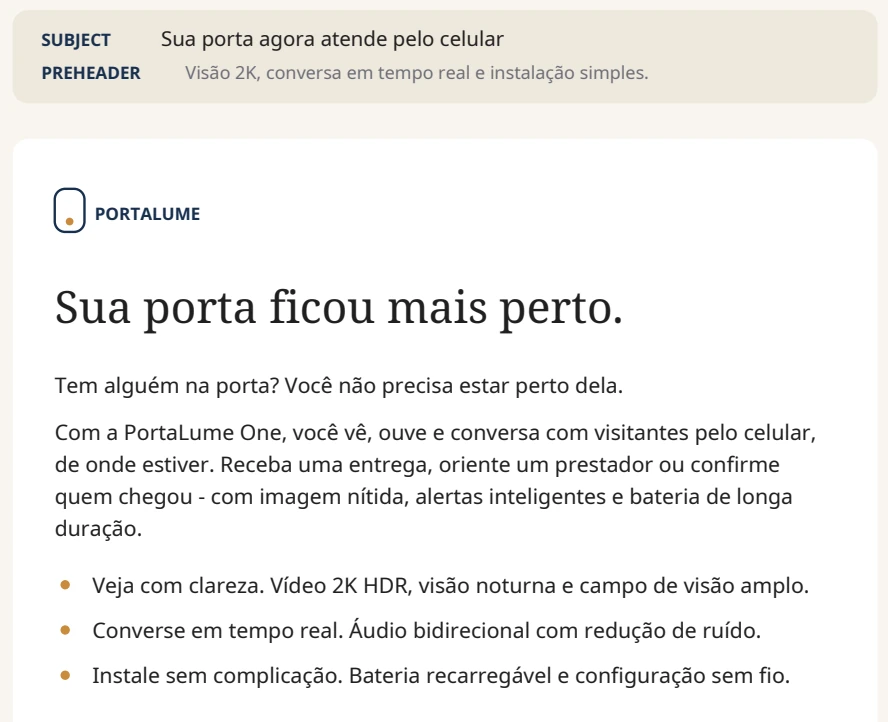 SUBJECT Sua porta agora atende pelo celular
PREHEADER Visão 2K, conversa em tempo real e instalação simples.
PORTALUME
Sua porta ficou mais perto.
Tem alguém na porta? Você não precisa estar perto dela.
Com a PortaLume One, você vê, ouve e conversa com visitantes pelo celular,
de onde estiver. Receba uma entrega, oriente um prestador ou confirme
quem chegou - com imagem nítida, alertas inteligentes e bateria de longa
duração.
Veja com clareza. Vídeo 2K HDR, visão noturna e campo de visão amplo.
Converse em tempo real. Áudio bidirecional com redução de ruído.
Instale sem complicação. Bateria recarregável e configuração sem fio.